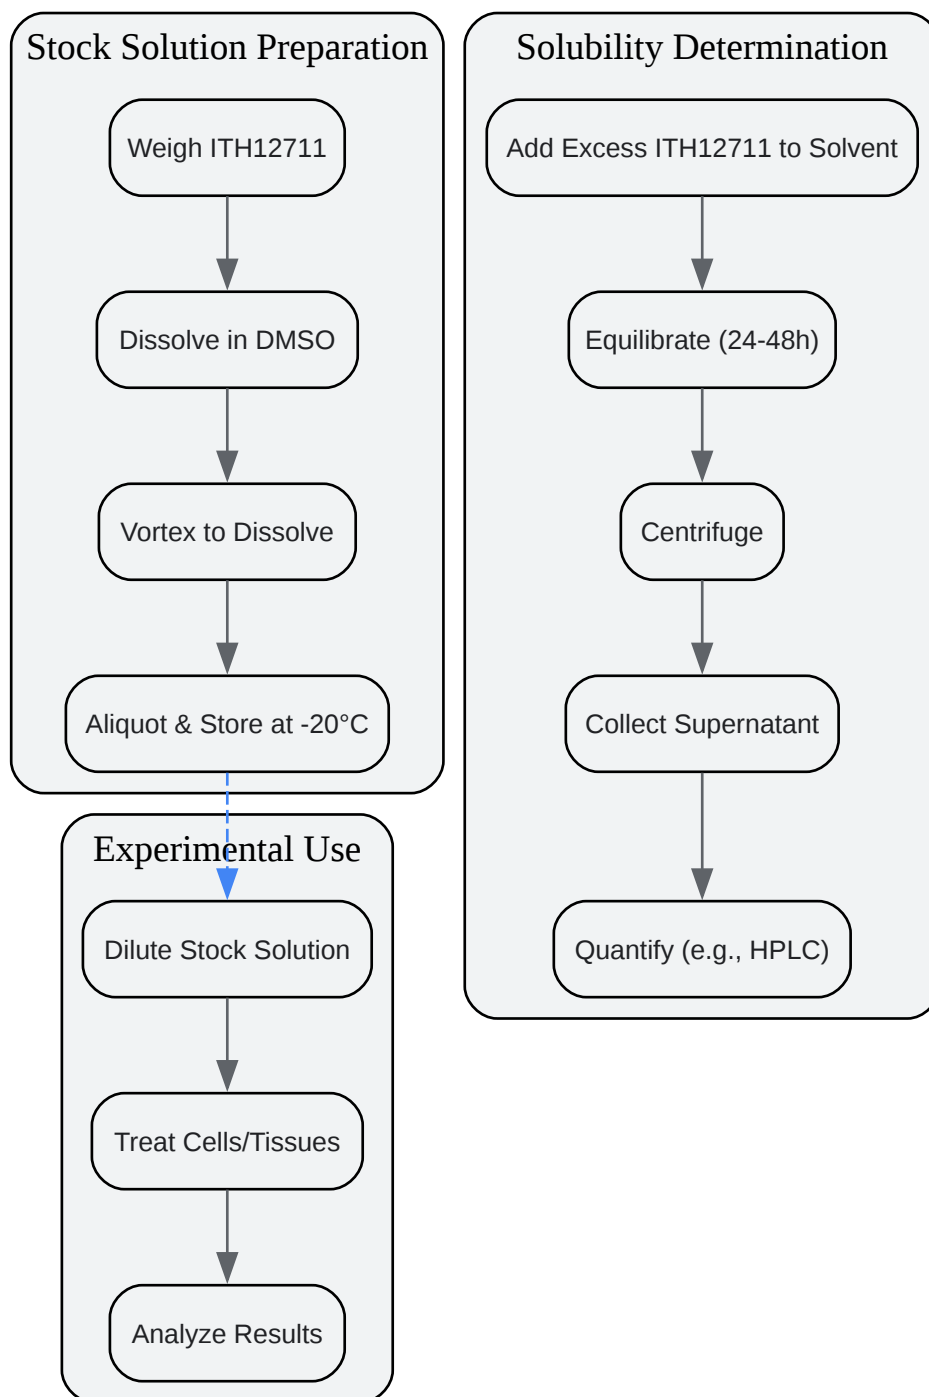 Stock Solution Preparation
Weigh ITH12711
Dissolve in DMSO
Vortex to Dissolve
Aliquot & Store at -20°C
Experimental Use
Dilute Stock Solution
Treat Cells/Tissues
Analyze Results
Solubility Determination
Add Excess ITH12711 to Solvent
Equilibrate (24-48h)
Centrifuge
Collect Supernatant
Quantify (e.g., HPLC)